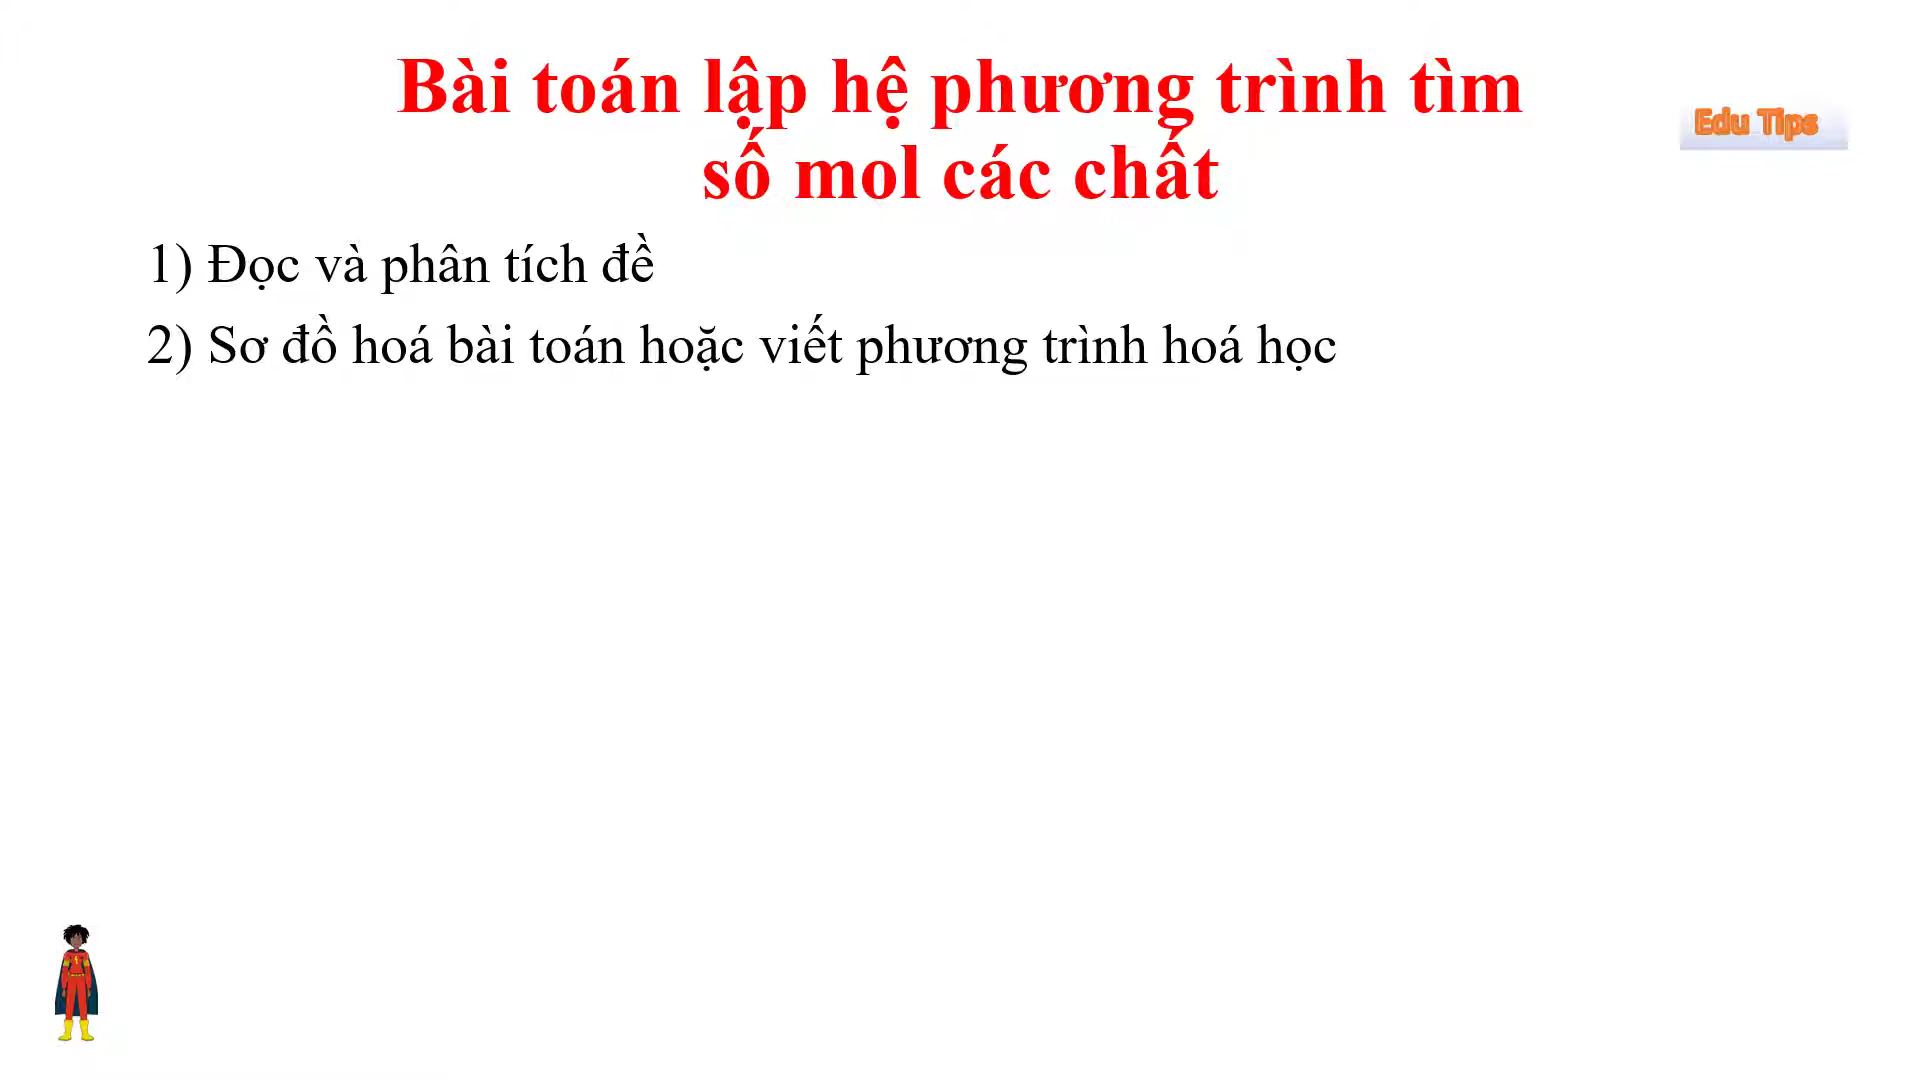 Bài toán lập hệ phương trình tìm
số mol các chất
Edu Tips
1) Đọc và phân tích đề
2) Sơ đồ hoá bài toán hoặc viết phương trình hoá học